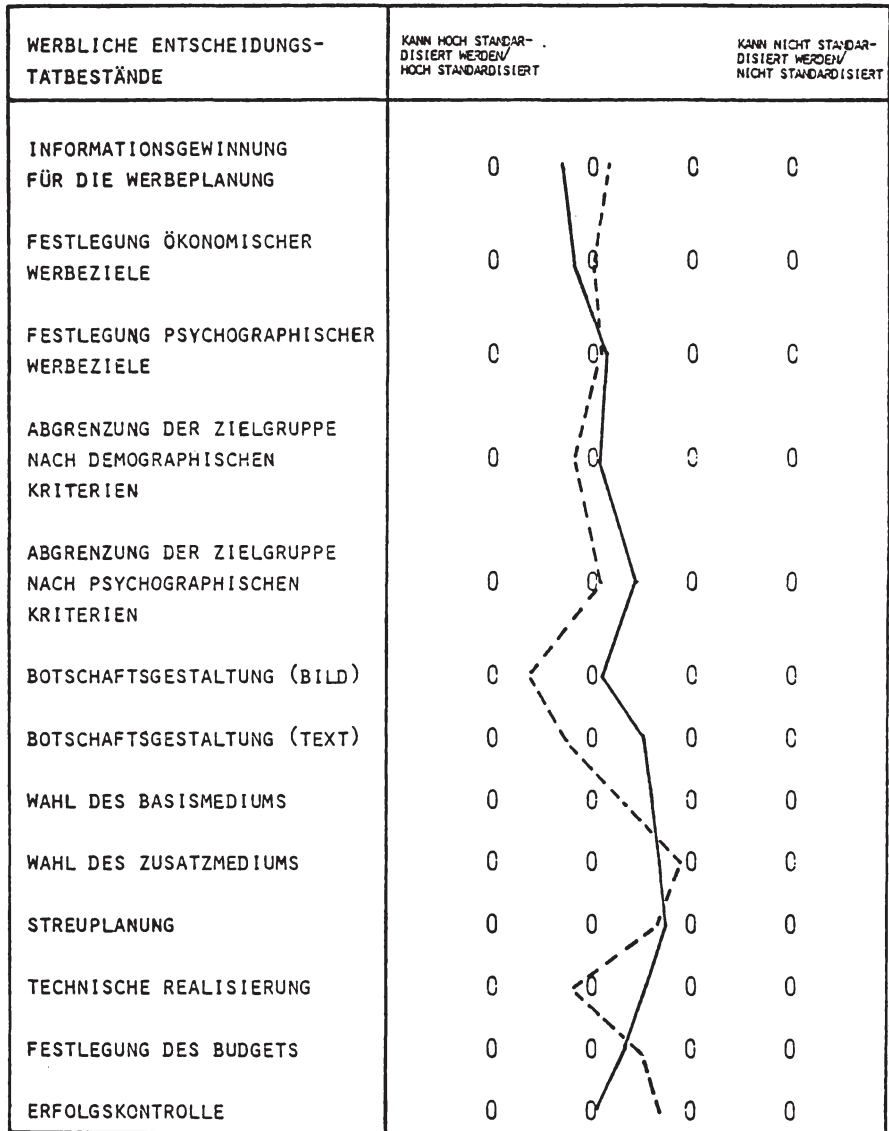 WERBLICHE ENTSCHEIDUNGS-
TATBESTÄNDE
KANN HOCH STANDAR-
DISIERT WERDEN/
HOCH STANDARDISIERT
KANN NICHT STANDAR-
DISIERT WERDEN/
NICHT STANDARDISIERT
INFORMATIONSGEWINNUNG
FÜR DIE WERBEPLANUNG
0 0 0 0
FESTLEGUNG ÖKONOMISCHER
WERBEZIELE
0 0 0 0
FESTLEGUNG PSYCHOGRAPHISCHER
WERBEZIELE
0 0 0 0
ABGRENZUNG DER ZIELGRUPPE
NACH DEMOGRAPHISCHEN
KRITERIEN
0 0 0 0
ABGRENZUNG DER ZIELGRUPPE
NACH PSYCHOGRAPHISCHEN
KRITERIEN
0 0 0 0
BOTSCHAFTSGESTALTUNG (BILD) 0 0 0 0
BOTSCHAFTSGESTALTUNG (TEXT) 0 0 0 0
WAHL DES BASISMEDIUMS 0 0 0 0
WAHL DES ZUSATZMEDIUMS 0 0 0 0
STREUPLANUNG 0 0 0 0
TECHNISCHE REALISIERUNG 0 0 0 0
FESTLEGUNG DES BUDGETS 0 0 0 0
ERFOLGSKONTROLLE 0 0 0 0